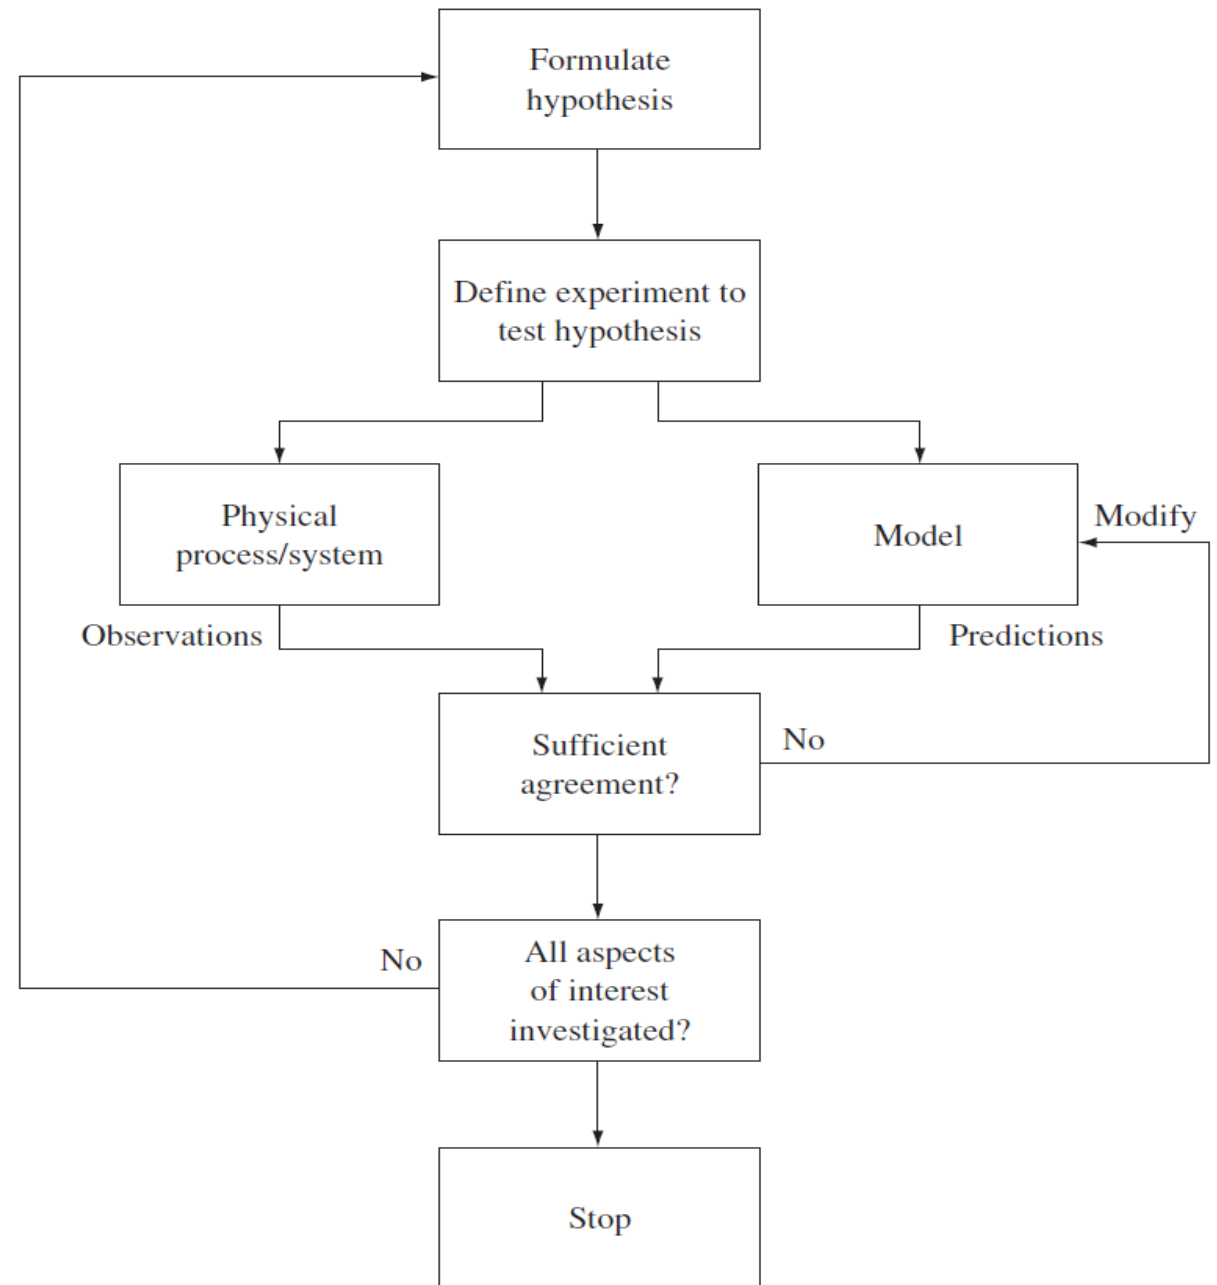 Formulate
hypothesis
Define experiment to
test hypothesis
Physical
process/system
Model
Modify
Observations
Predictions
Sufficient
agreement?
No
All aspects
of interest
investigated?
No
Stop